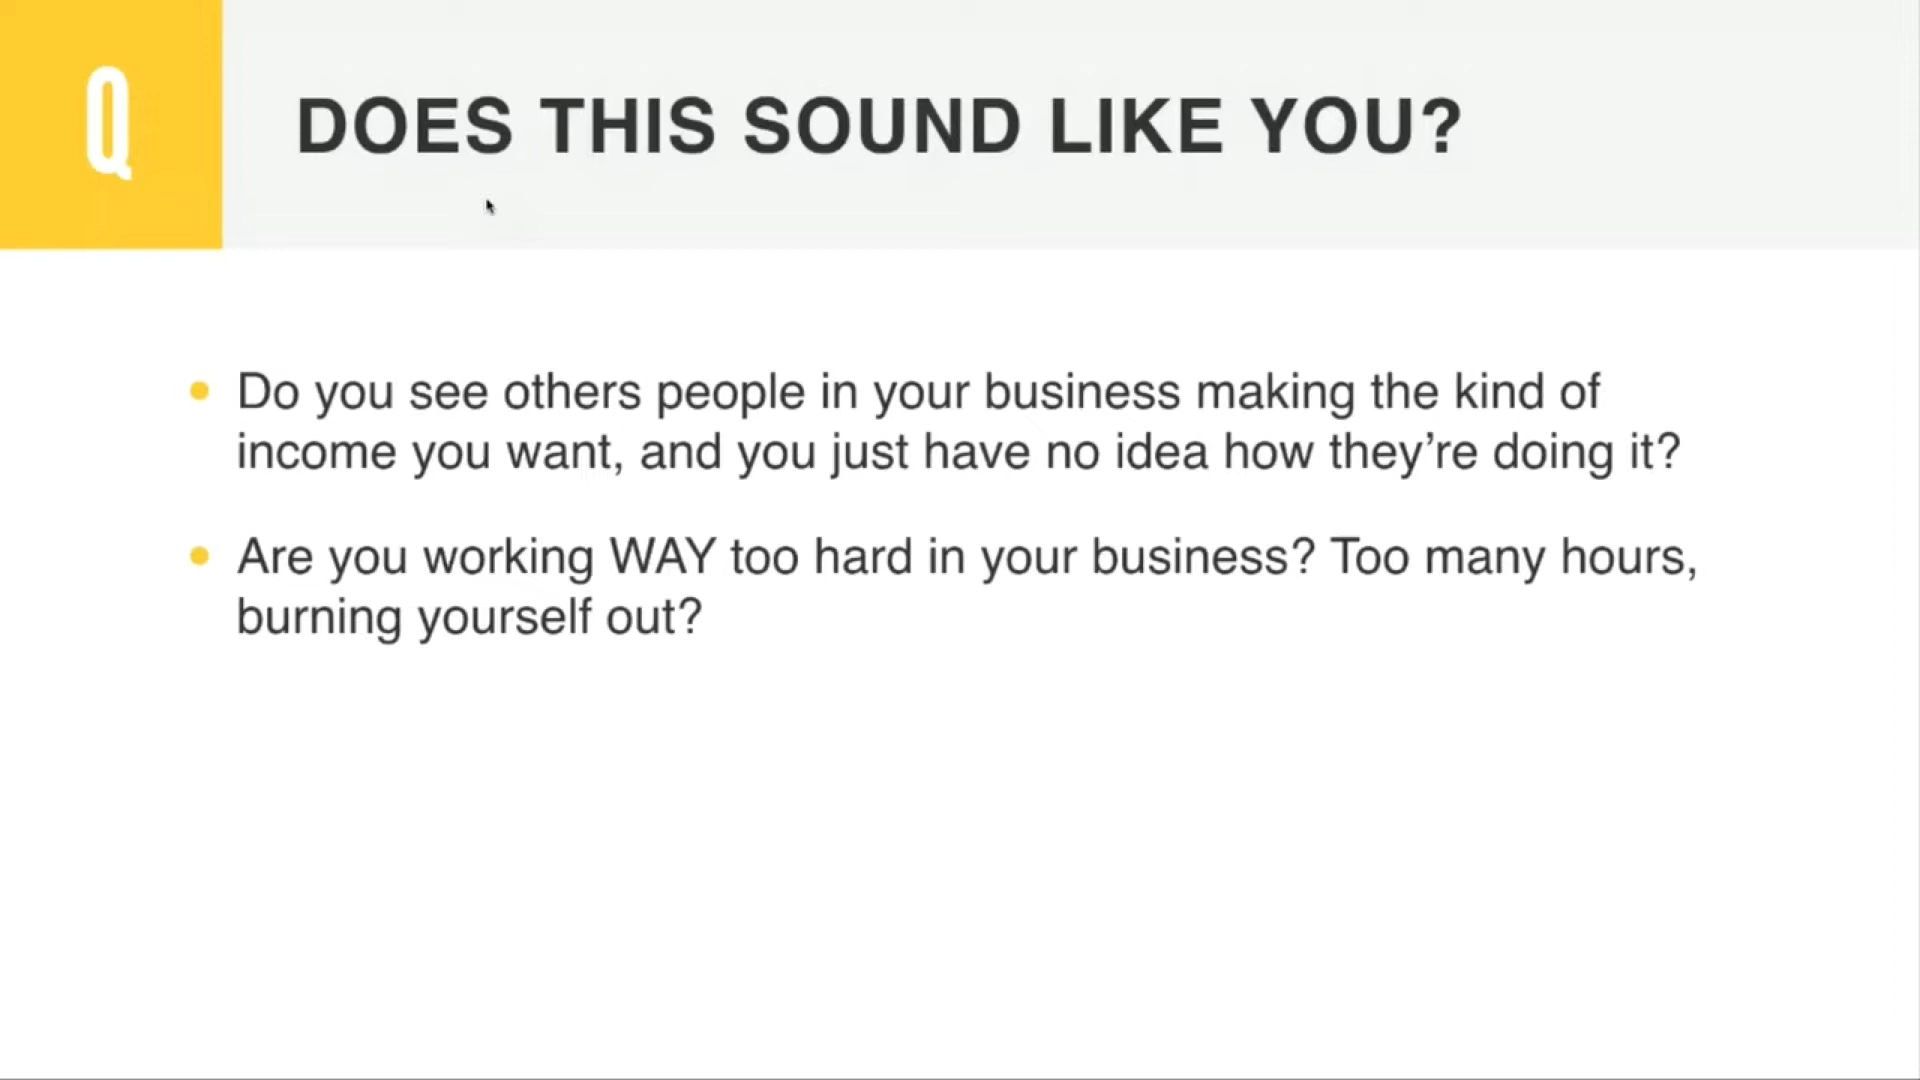 Q
DOES THIS SOUND LIKE YOU?
• Do you see others people in your business making the kind of
income you want, and you just have no idea how they’re doing it?
• Are you working WAY too hard in your business? Too many hours,
burning yourself out?